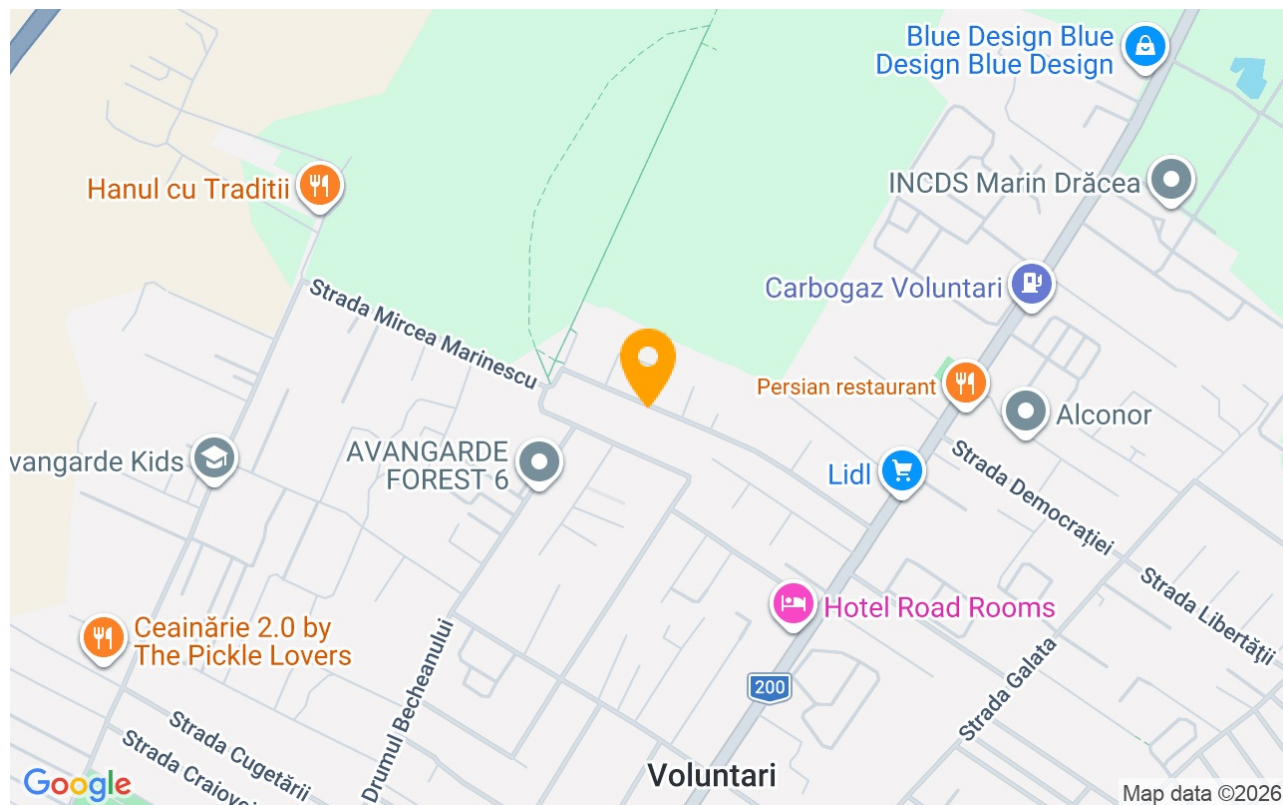 Blue Design Blue
Design Blue Design
Hanul cu Traditii
INCDS Marin Drăcea
Carbogaz Voluntari
Strada Mircea Marinescu
Persian restaurant
Alconor
vangarde Kids
AVANGARDE
FOREST 6
Lidl
Strada Democrației
Strada Libertății
Hotel Road Rooms
Ceainărie 2.0 by
The Pickle Lovers
Drumul Becheanului
200
Strada Galata
Strada Cugetării
Strada Craiovei
Voluntari
Google
Map data ©2026